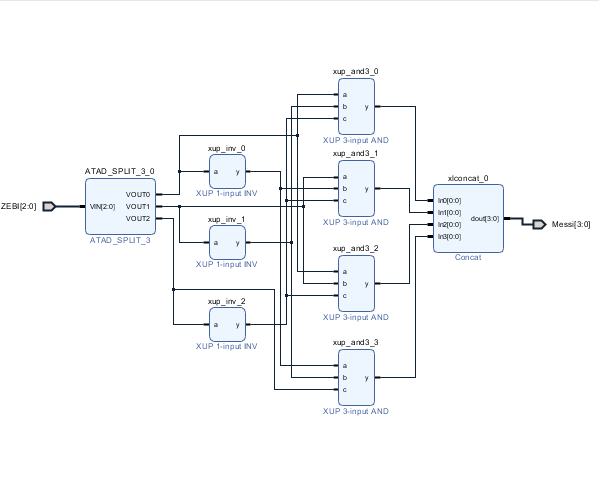 xup_and3_0
a
b y
c
XUP 3-input AND
xup_inv_0
a y
XUP 1-input INV
xup_and3_1
a
b y
c
XUP 3-input AND
ATAD_SPLIT_3_0
ZEBI[2:0]
VIN[2:0]
VOUT0
VOUT1
VOUT2
ATAD_SPLIT_3
xup_inv_1
a y
XUP 1-input INV
xlconcat_0
In0[0:0]
In1[0:0]
In2[0:0]
In3[0:0]
dout[3:0]
Concat
Messi[3:0]
xup_and3_2
a
b y
c
XUP 3-input AND
xup_inv_2
a y
XUP 1-input INV
xup_and3_3
a
b y
c
XUP 3-input AND